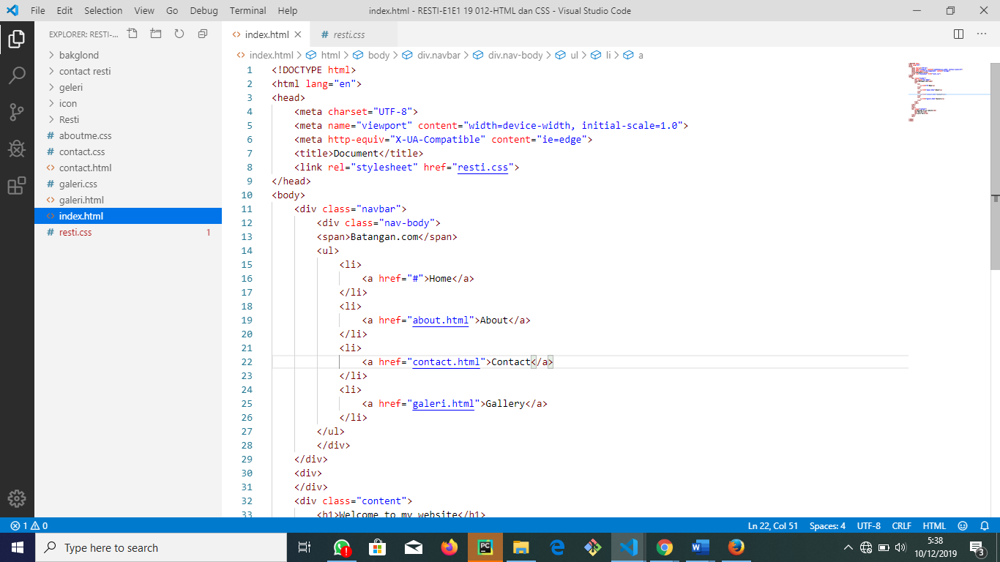 File Edit Selection View Go Debug Terminal Help index.html - RESTI-E1E1 19 012-HTML dan CSS - Visual Studio Code
EXPLORER: RESTI-...
bakglond
contact resti
geleri
icon
Resti
# aboutme.css
# contact.css
<> contact.html
# galeri.css
<> galeri.html
<> index.html
# resti.css 1
<> index.html # resti.css
<> index.html > html > body > div.navbar > div.nav-body > ul > li > a
1 <!DOCTYPE html>
2 <html lang="en">
3 <head>
4 <meta charset="UTF-8">
5 <meta name="viewport" content="width=device-width, initial-scale=1.0">
6 <meta http-equiv="X-UA-Compatible" content="ie=edge">
7 <title>Document</title>
8 <link rel="stylesheet" href="resti.css">
9 </head>
10 <body>
11 <div class="navbar">
12 <div class="nav-body">
13 <span>Batangan.com</span>
14 <ul>
15 <li>
16 <a href="#">Home</a>
17 </li>
18 <li>
19 <a href="about.html">About</a>
20 </li>
21 <li>
22 <a href="contact.html">Contact</a>
23 </li>
24 <li>
25 <a href="galeri.html">Gallery</a>
26 </li>
27 </ul>
28 </div>
29 </div>
30 <div>
31 </div>
32 <div class="content">
33 <h1>Welcome to my website</h1>
1 0 Ln 22, Col 51 Spaces: 4 UTF-8 CRLF HTML
Type here to search
PC
5:38
10/12/2019
3